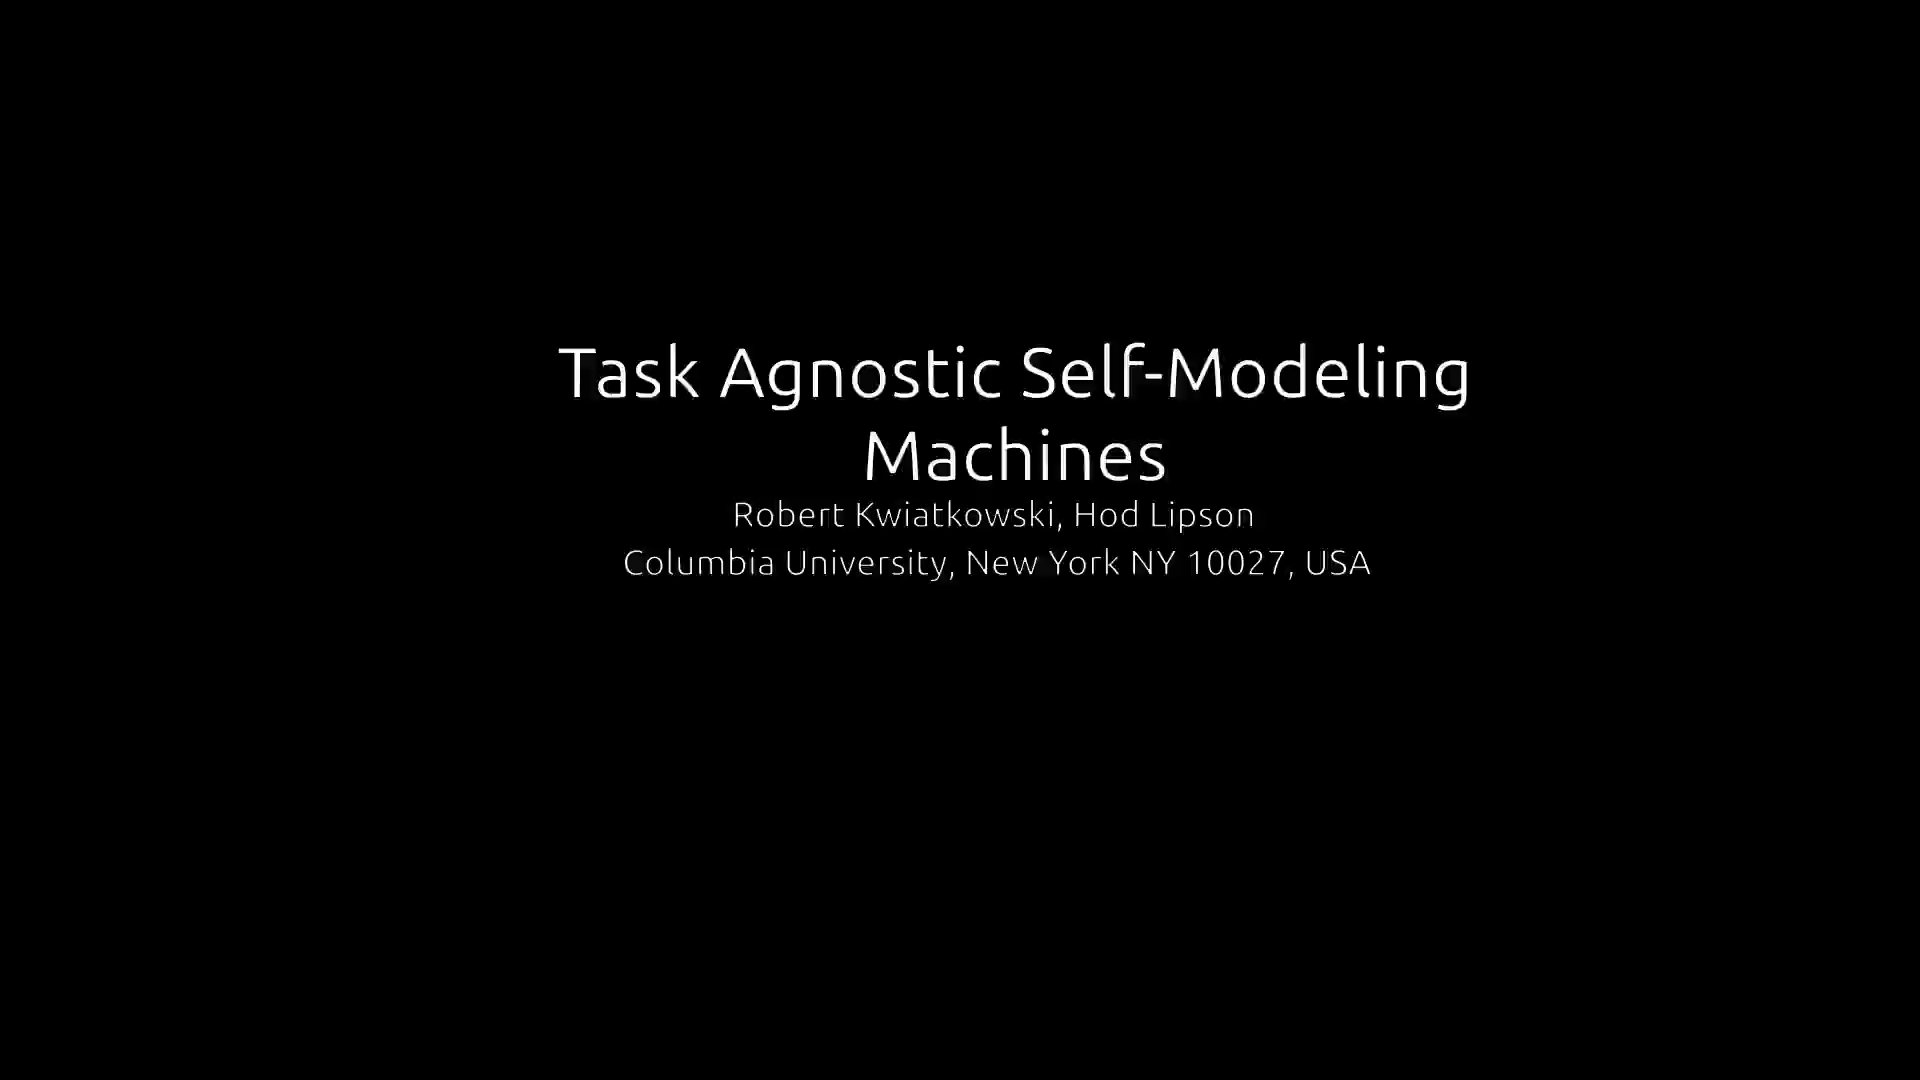 Task Agnostic Self-Modeling
Machines
Robert Kwiatkowski, Hod Lipson
Columbia University, New York NY 10027, USA